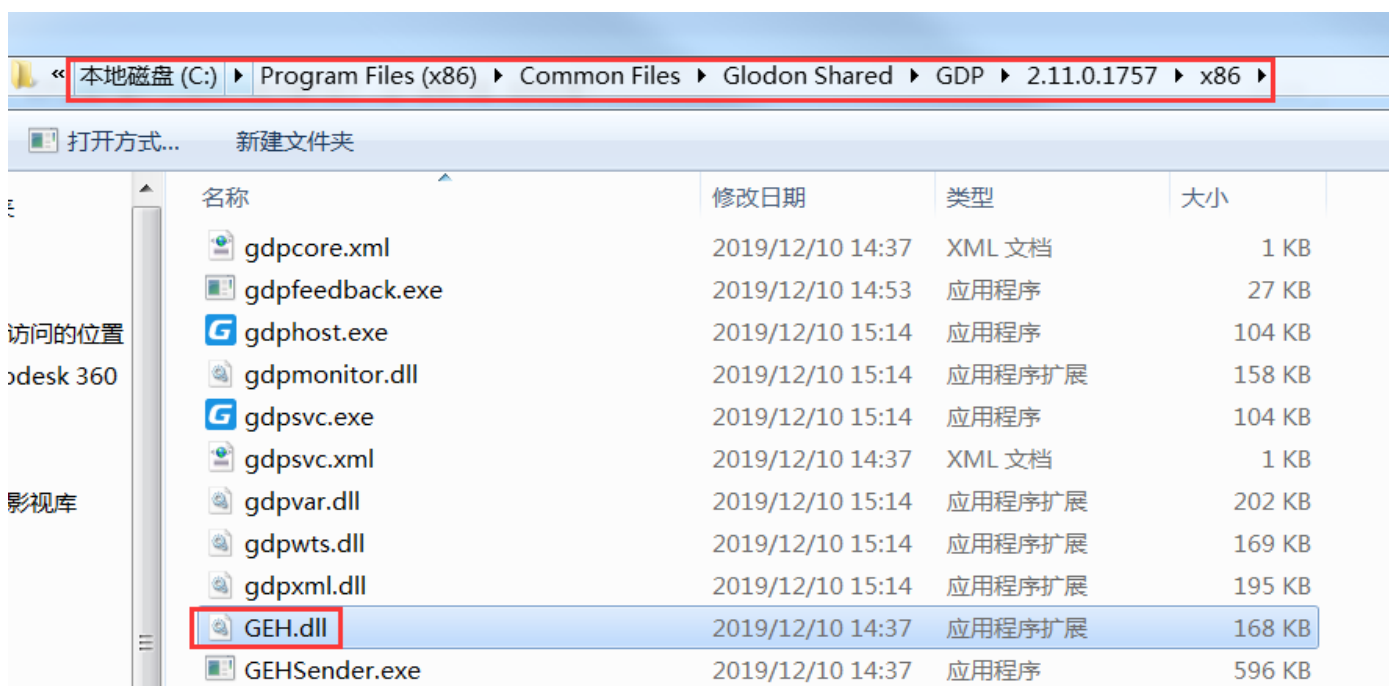 « 本地磁盘 (C:) ▸ Program Files (x86) ▸ Common Files ▸ Glodon Shared ▸ GDP ▸ 2.11.0.1757 ▸ x86 ▸
打开方式... 新建文件夹
名称 修改日期 类型 大小
gdpcore.xml 2019/12/10 14:37 XML 文档 1 KB
gdpfeedback.exe 2019/12/10 14:53 应用程序 27 KB
访问的位置 gdphost.exe 2019/12/10 15:14 应用程序 104 KB
odesk 360 gdpmonitor.dll 2019/12/10 15:14 应用程序扩展 158 KB
gdpsvc.exe 2019/12/10 15:14 应用程序 104 KB
gdpsvc.xml 2019/12/10 14:37 XML 文档 1 KB
影视库 gdpvar.dll 2019/12/10 15:14 应用程序扩展 202 KB
gdpwts.dll 2019/12/10 15:14 应用程序扩展 169 KB
gdpxml.dll 2019/12/10 15:14 应用程序扩展 195 KB
GEH.dll 2019/12/10 14:37 应用程序扩展 168 KB
GEHSender.exe 2019/12/10 14:37 应用程序 596 KB